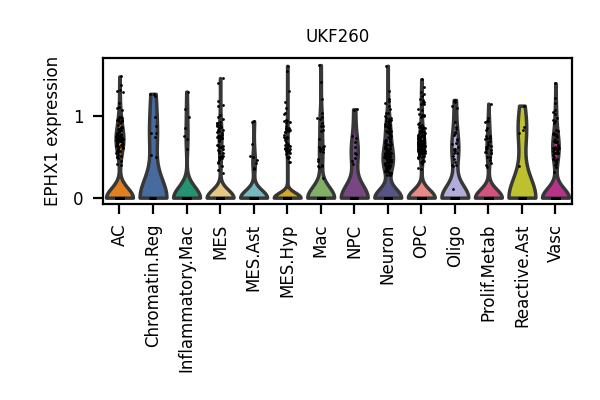 UKF260
EPHX1 expression
1
0
AC
Chromatin.Reg
Inflammatory.Mac
MES
MES.Ast
MES.Hyp
Mac
NPC
Neuron
OPC
Oligo
Prolif.Metab
Reactive.Ast
Vasc